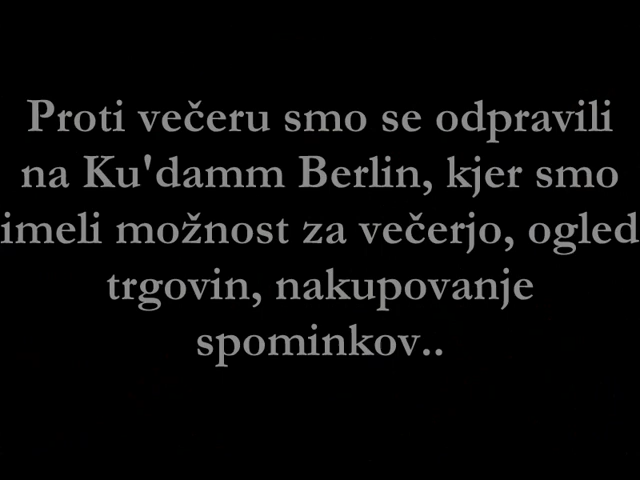 Proti večeru smo se odpravili
na Ku'damm Berlin, kjer smo
imeli možnost za večerjo, ogled
trgovin, nakupovanje
spominkov..